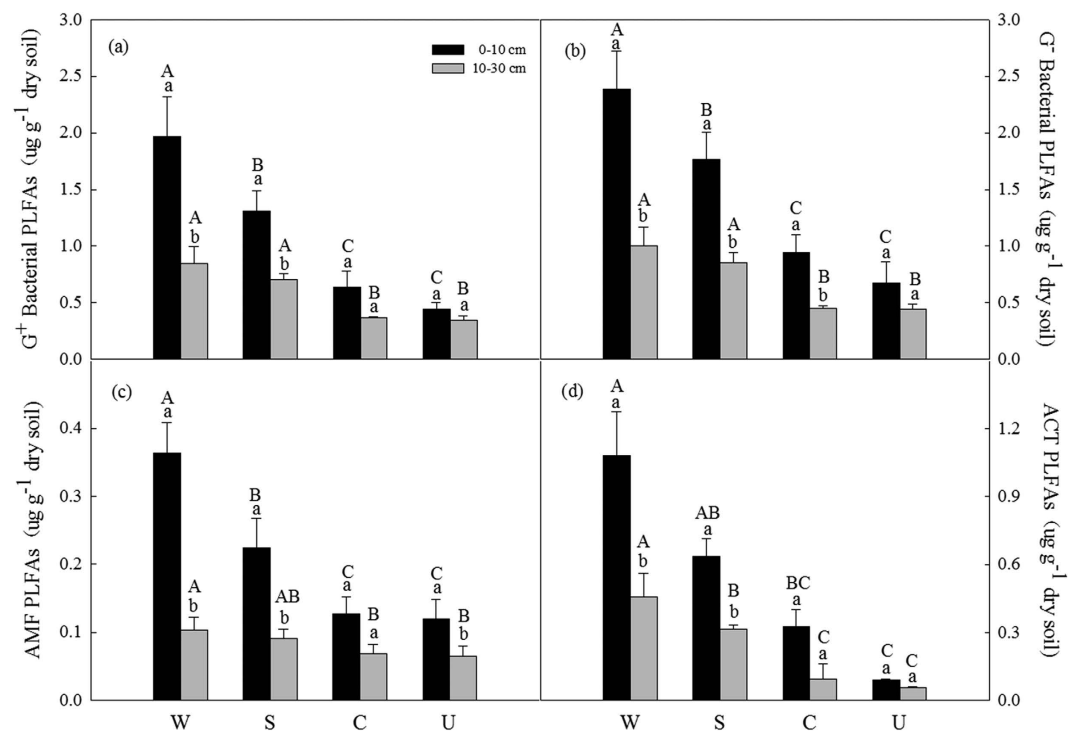 (a)
0-10 cm
10-30 cm
G+ Bacterial PLFAs (ug g-1 dry soil)
3.0
2.5
2.0
1.5
1.0
0.5
0.0
A
a
A
b
B
a
A
b
C
a
B
a
C
a
B
a
(b)
G- Bacterial PLFAs (ug g-1 dry soil)
3.0
2.5
2.0
1.5
1.0
0.5
0.0
A
a
A
b
B
a
A
b
C
a
B
b
C
a
B
a
(c)
AMF PLFAs (ug g-1 dry soil)
0.4
0.3
0.2
0.1
0.0
A
a
A
b
B
a
AB
b
C
a
B
a
C
a
B
b
W S C U
(d)
ACT PLFAs (ug g-1 dry soil)
1.2
0.9
0.6
0.3
0.0
A
a
A
b
AB
a
B
b
BC
a
C
a
C
a
C
a
W S C U